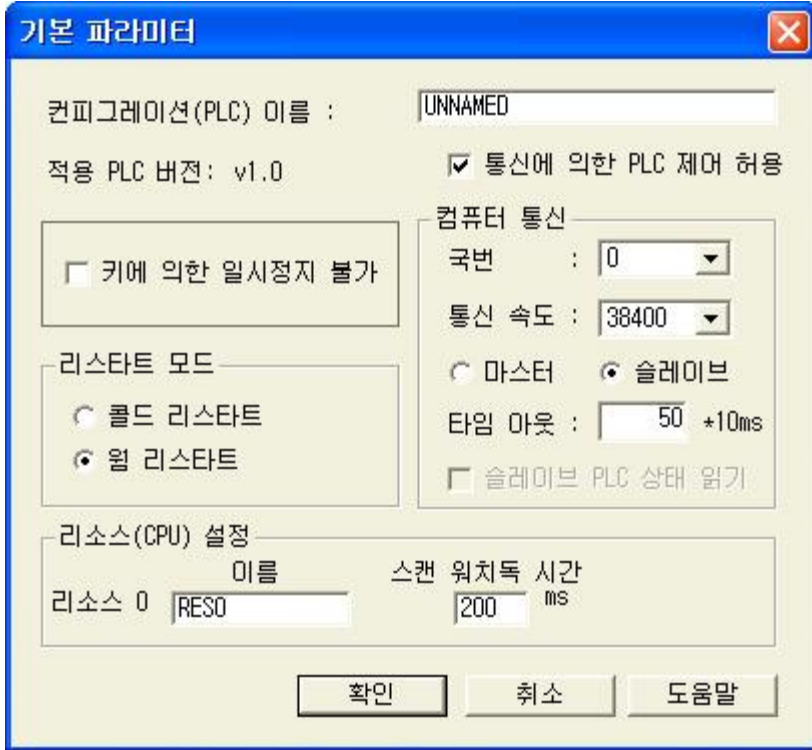 기본 파라미터
컨피그레이션(PLC) 이름 : UNNAMED
적용 PLC 버전: v1.0
통신에 의한 PLC 제어 허용
키에 의한 일시정지 불가
컴퓨터 통신
국번 : 0
통신 속도 : 38400
마스터 슬레이브
타임 아웃 : 50 *10ms
슬레이브 PLC 상태 읽기
리스타트 모드
콜드 리스타트
웜 리스타트
리소스(CPU) 설정
이름 스캔 워치독 시간
리소스 0 RES0 200 ms
확인 취소 도움말